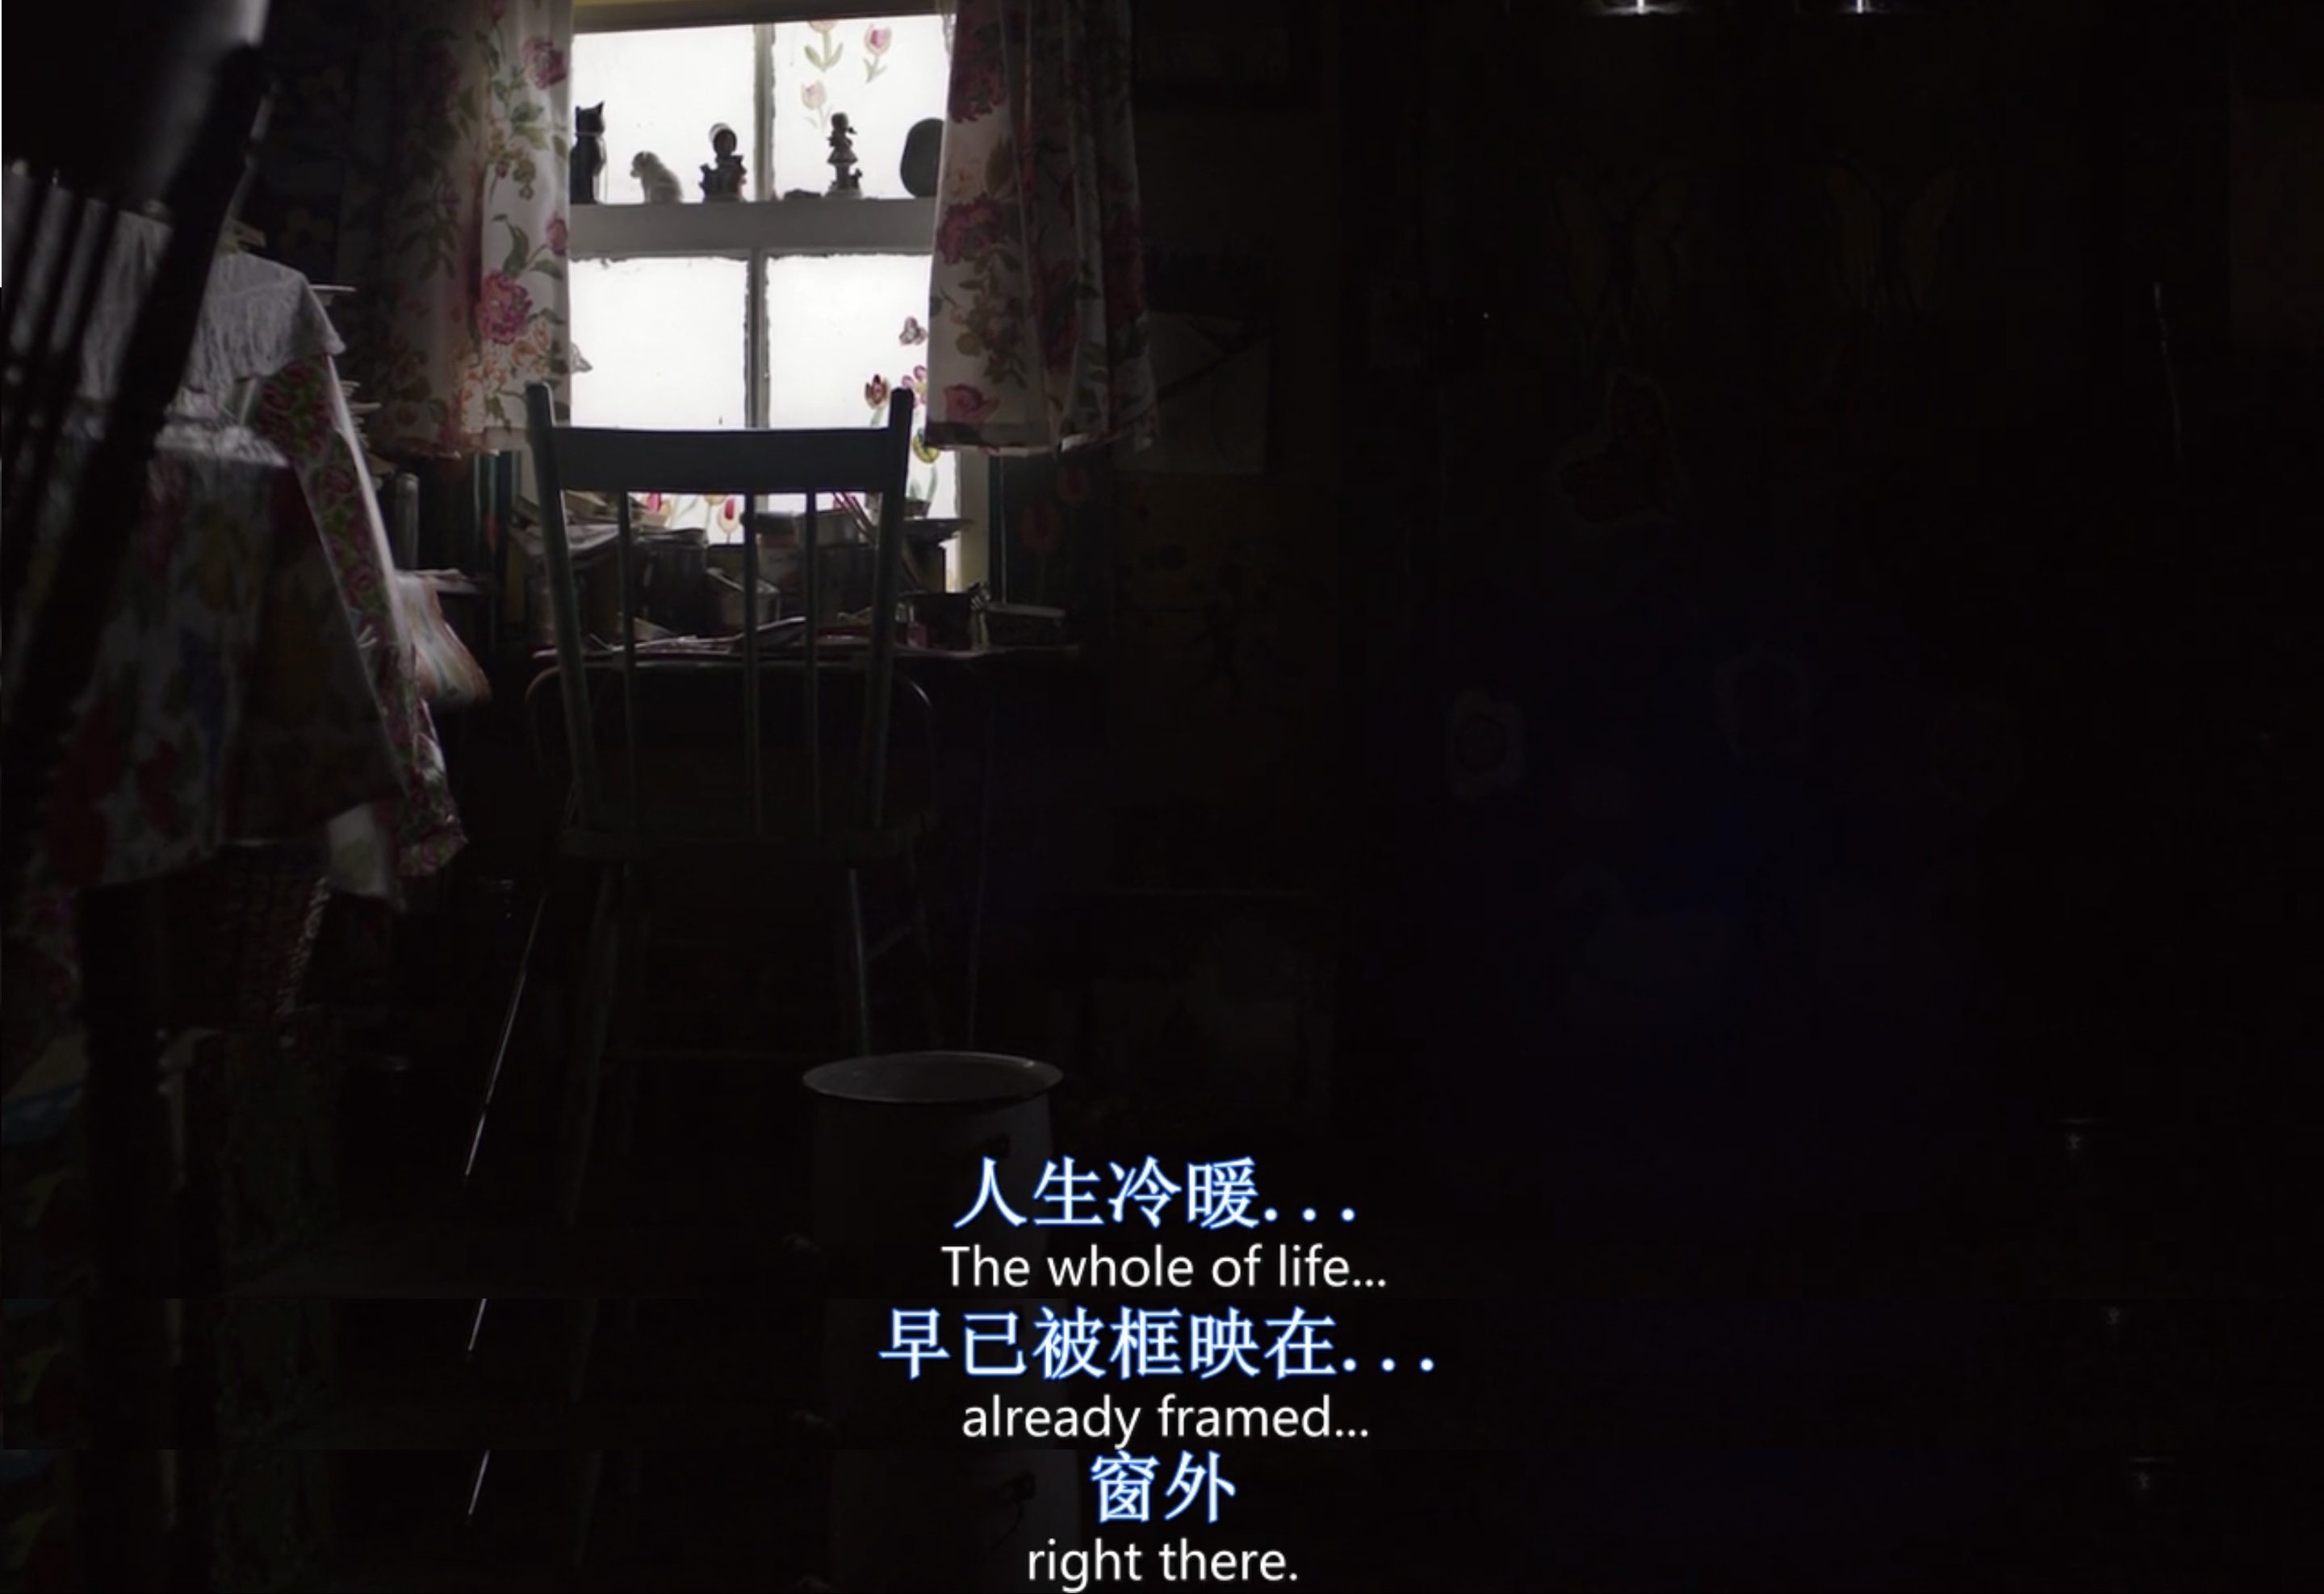 人生冷暖...
The whole of life...
早已被框映在...
already framed...
窗外
right there.